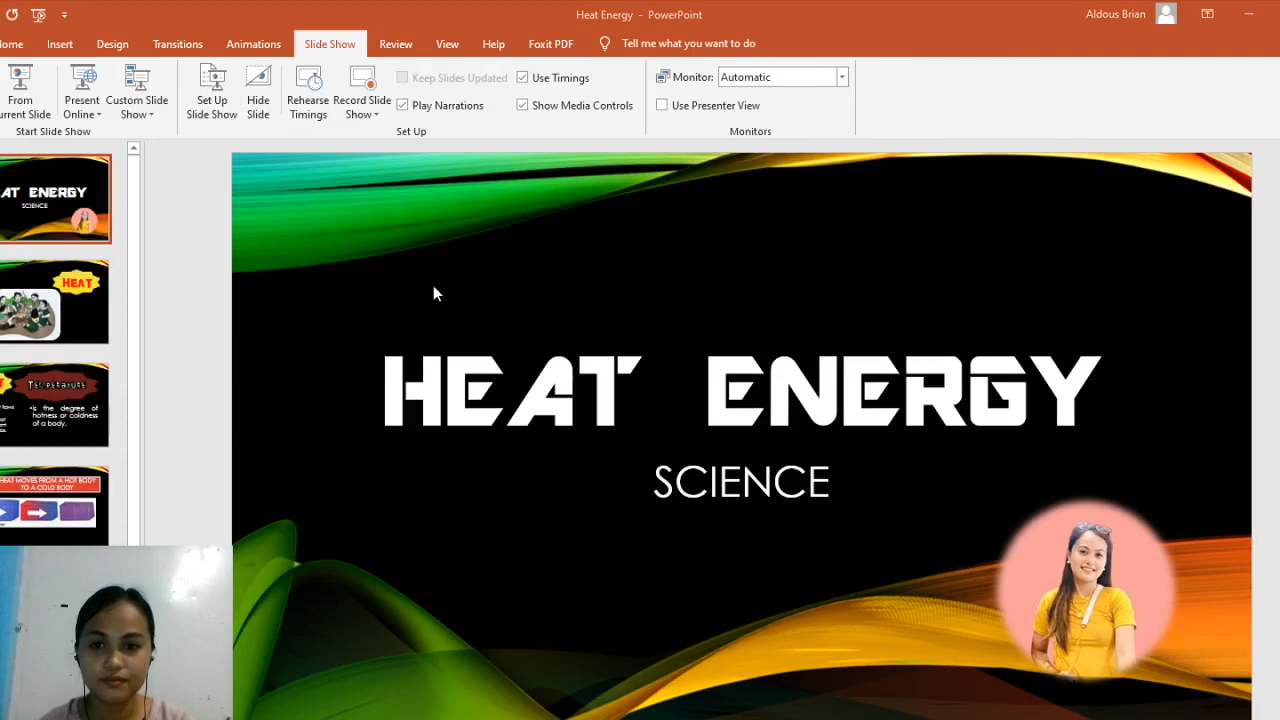 Heat Energy - PowerPoint
Aldous Brian
ome Insert Design Transitions Animations Slide Show Review View Help Foxit PDF Tell me what you want to do
From
urrent Slide
Present
Online
Custom Slide
Show
Set Up
Slide Show
Hide
Slide
Rehearse
Timings
Record Slide
Show
Keep Slides Updated
Play Narrations
Use Timings
Show Media Controls
Monitor: Automatic
Use Presenter View
Start Slide Show
Set Up
Monitors
AT ENERGY
SCIENCE
HEAT
TEMPERATURE
•is the degree of
hotness or coldness
of a body.
HEAT MOVES FROM A HOT BODY
TO A COLD BODY
HEAT ENERGY
SCIENCE